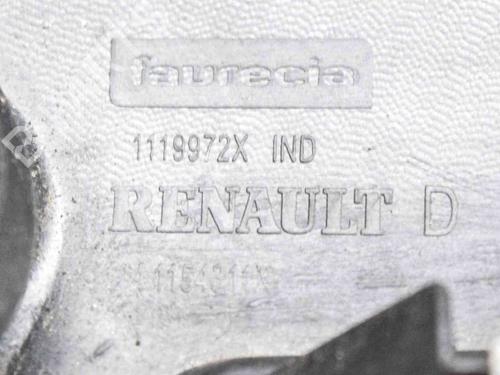 faurecia
1119972X IND
RENAULT D